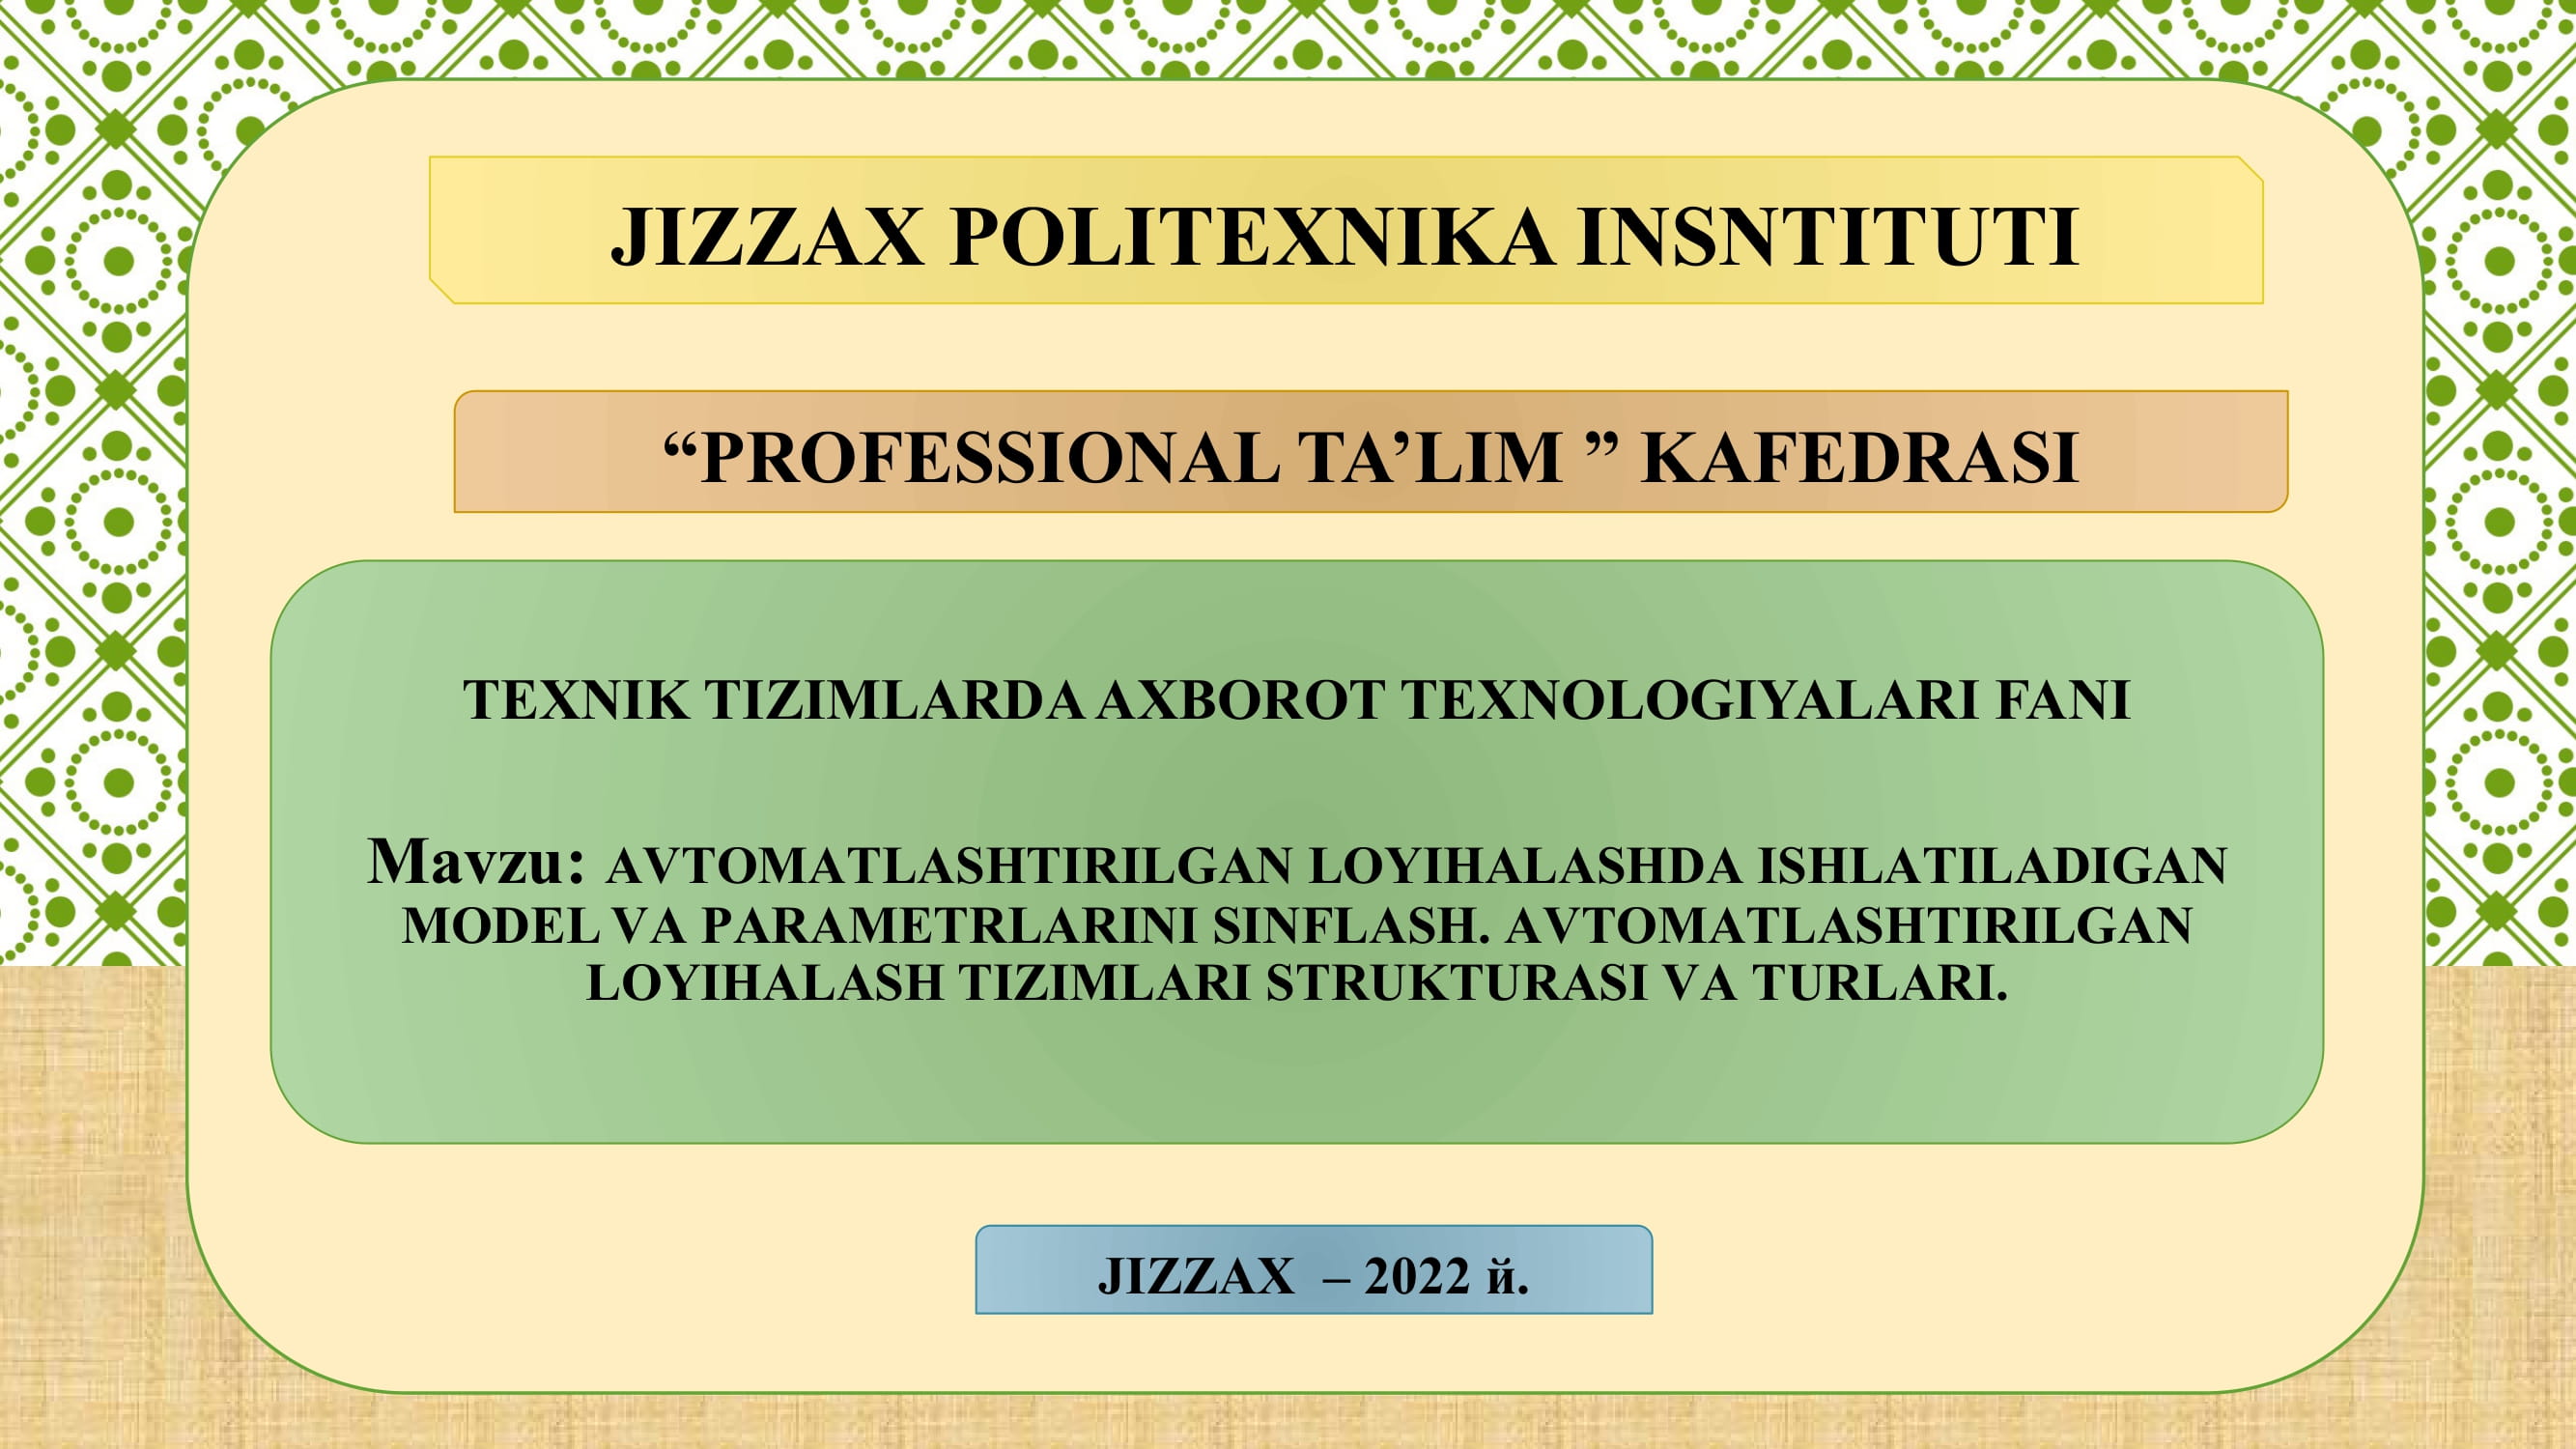 JIZZAX POLITEXNIKA INSNTITUTI
“PROFESSIONAL TA’LIM ” KAFEDRASI
TEXNIK TIZIMLARDA AXBOROT TEXNOLOGIYALARI FANI
Mavzu: AVTOMATLASHTIRILGAN LOYIHALASHDA ISHLATILADIGAN
MODEL VA PARAMETRLARINI SINFLASH. AVTOMATLASHTIRILGAN
LOYIHALASH TIZIMLARI STRUKTURASI VA TURLARI.
JIZZAX – 2022 й.